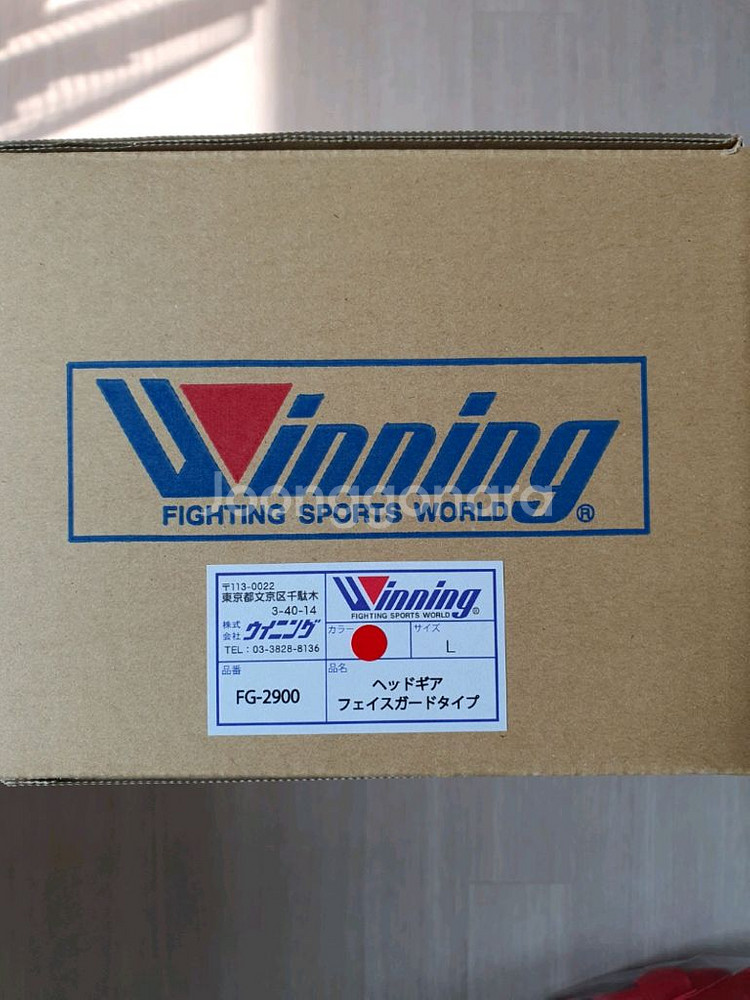 Winning
FIGHTING SPORTS WORLD ®
joonggonara
〒113-0022
東京都文京区千駄木
3-40-14
株式会社 ウイニング
TEL：03-3828-8136
Winning
FIGHTING SPORTS WORLD ®
カラー
サイズ
L
品番
FG-2900
品名
ヘッドギア
フェイスガードタイプ